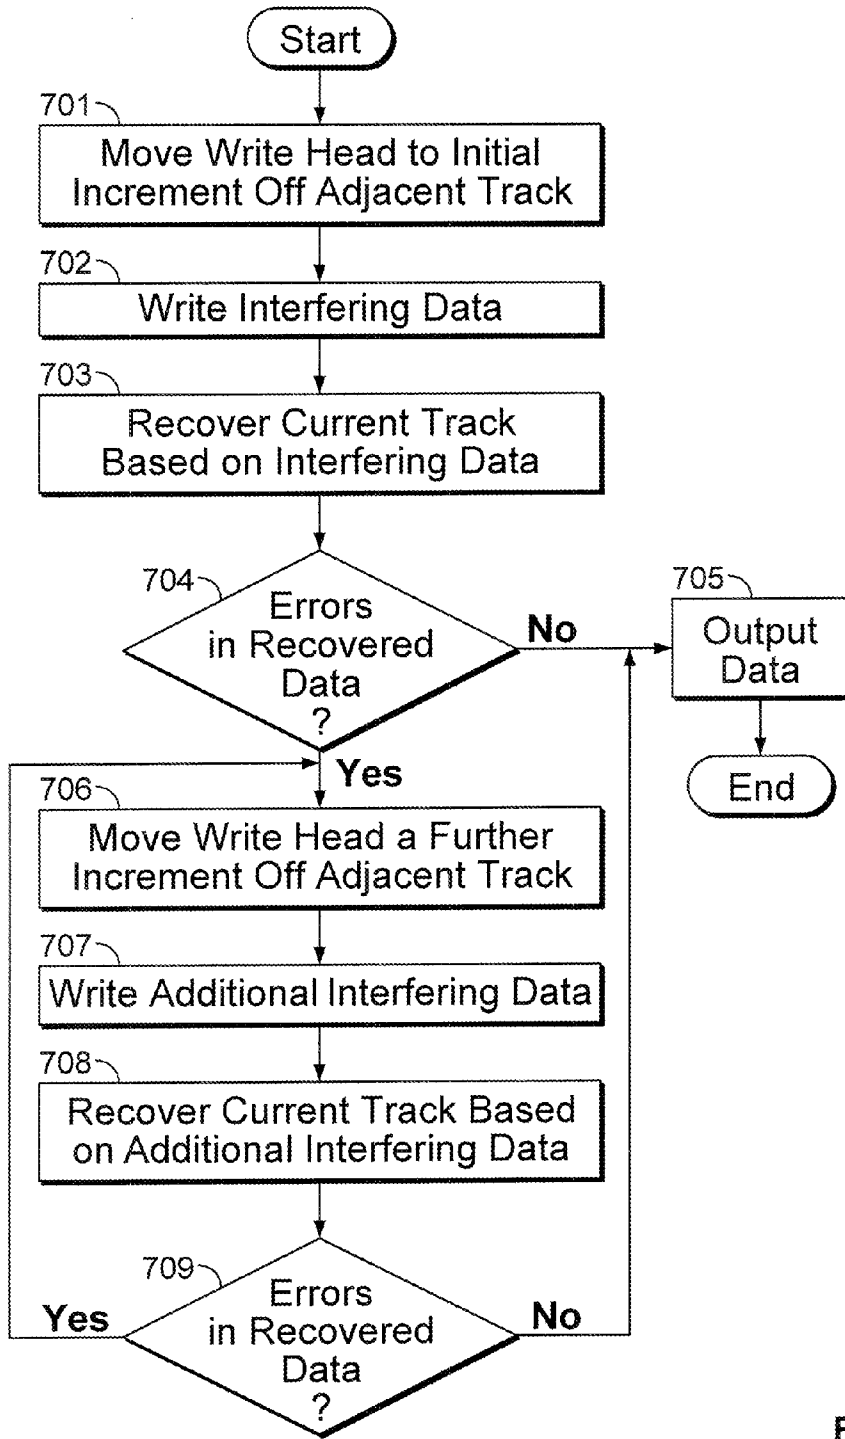 Start
701
Move Write Head to Initial
Increment Off Adjacent Track
702
Write Interfering Data
703
Recover Current Track
Based on Interfering Data
704
Errors
in Recovered
Data
?
No
705
Output
Data
End
Yes
706
Move Write Head a Further
Increment Off Adjacent Track
707
Write Additional Interfering Data
708
Recover Current Track Based
on Additional Interfering Data
709
Errors
in Recovered
Data
?
Yes
No